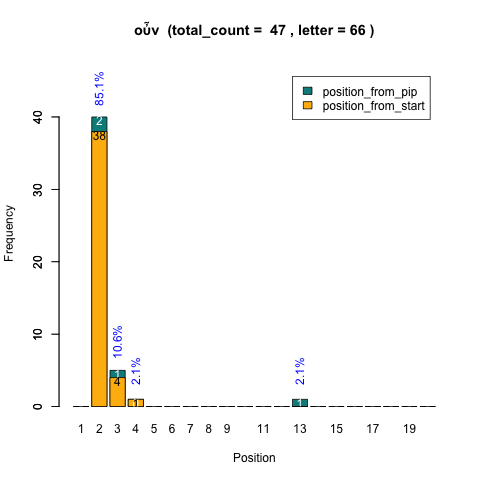 οὖν (total_count = 47 , letter = 66 )
position_from_pip
position_from_start
Frequency
0
10
20
30
40
85.1%
2
38
10.6%
1
4
2.1%
1
2.1%
1
1 2 3 4 5 6 7 8 9 11 13 15 17 19
Position